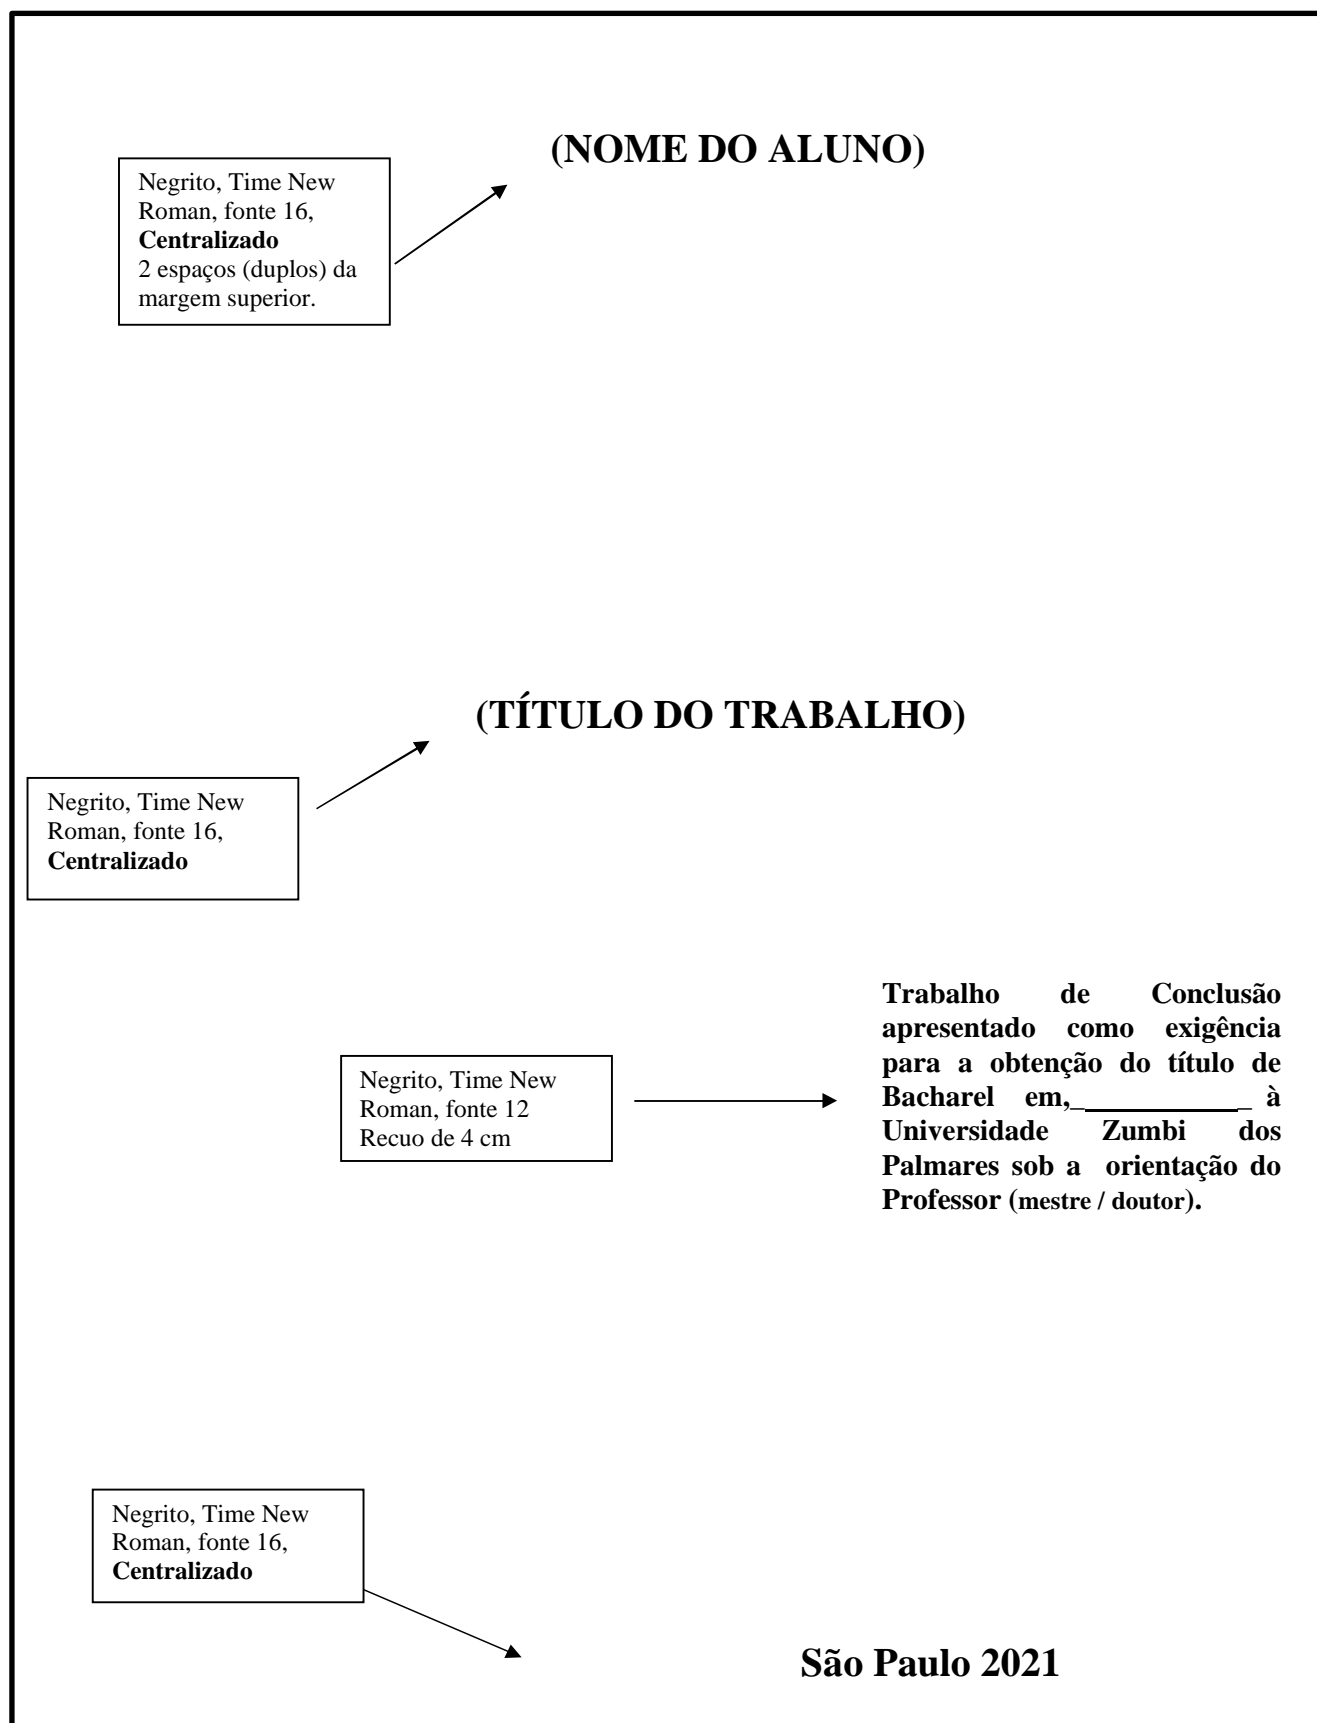 (NOME DO ALUNO)
Negrito, Time New
Roman, fonte 16,
Centralizado
2 espaços (duplos) da
margem superior.
(TÍTULO DO TRABALHO)
Negrito, Time New
Roman, fonte 16,
Centralizado
Trabalho de Conclusão
apresentado como exigência
para a obtenção do título de
Bacharel em,____________ à
Universidade Zumbi dos
Palmares sob a orientação do
Professor (mestre / doutor).
Negrito, Time New
Roman, fonte 12
Recuo de 4 cm
Negrito, Time New
Roman, fonte 16,
Centralizado
São Paulo 2021